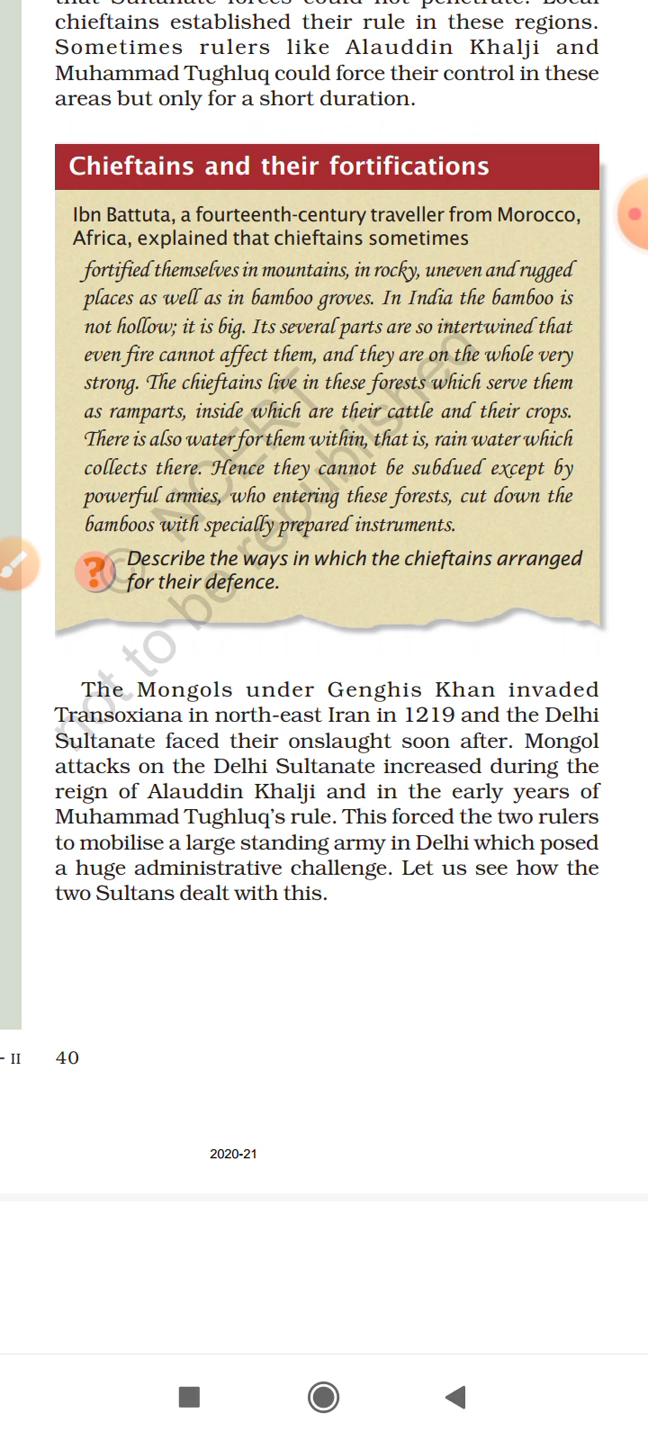 that Sultanate forces could not penetrate. Local
chieftains established their rule in these regions.
Sometimes rulers like Alauddin Khalji and
Muhammad Tughluq could force their control in these
areas but only for a short duration.
Chieftains and their fortifications
Ibn Battuta, a fourteenth-century traveller from Morocco,
Africa, explained that chieftains sometimes
fortified themselves in mountains, in rocky, uneven and rugged
places as well as in bamboo groves. In India the bamboo is
not hollow; it is big. Its several parts are so intertwined that
even fire cannot affect them, and they are on the whole very
strong. The chieftains live in these forests which serve them
as ramparts, inside which are their cattle and their crops.
There is also water for them within, that is, rain water which
collects there. Hence they cannot be subdued except by
powerful armies, who entering these forests, cut down the
bamboos with specially prepared instruments.
? Describe the ways in which the chieftains arranged
for their defence.
© NCERT
not to be republished
The Mongols under Genghis Khan invaded
Transoxiana in north-east Iran in 1219 and the Delhi
Sultanate faced their onslaught soon after. Mongol
attacks on the Delhi Sultanate increased during the
reign of Alauddin Khalji and in the early years of
Muhammad Tughluq's rule. This forced the two rulers
to mobilise a large standing army in Delhi which posed
a huge administrative challenge. Let us see how the
two Sultans dealt with this.
- II 40
2020-21